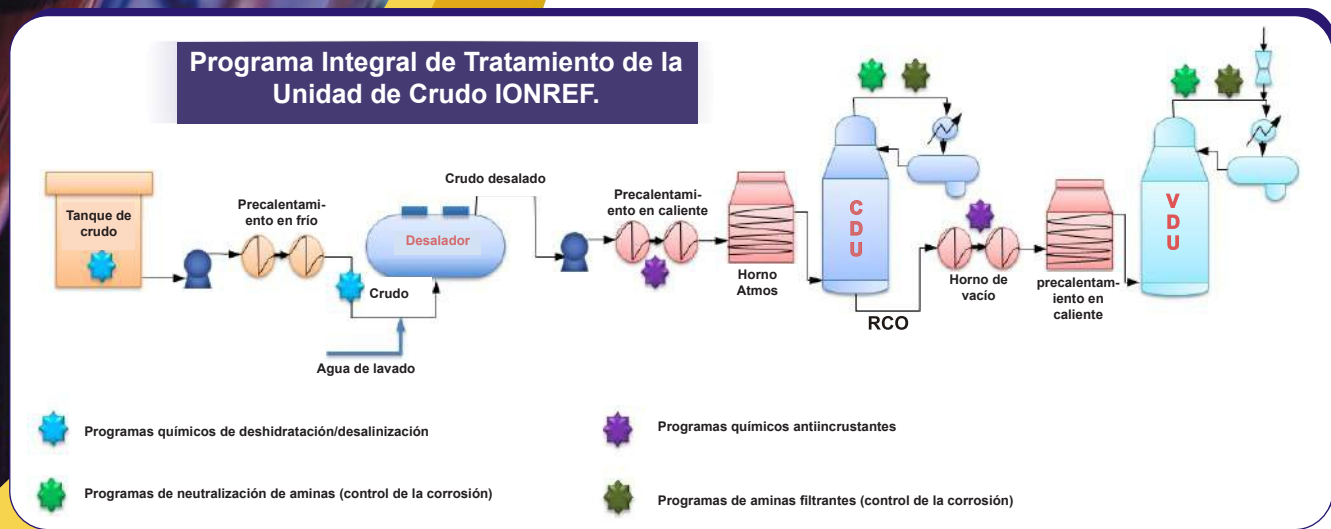 Programa Integral de Tratamiento de la
Unidad de Crudo IONREF.
Tanque de
crudo
Precalentami-
ento en frío
Crudo
Agua de lavado
Desalador
Crudo desalado
Precalentami-
ento en caliente
Horno
Atmos
C
D
U
RCO
Horno de
vacío
precalentam-
iento en
caliente
V
D
U
Programas químicos de deshidratación/desalinización
Programas químicos antiincrustantes
Programas de neutralización de aminas (control de la corrosión)
Programas de aminas filtrantes (control de la corrosión)